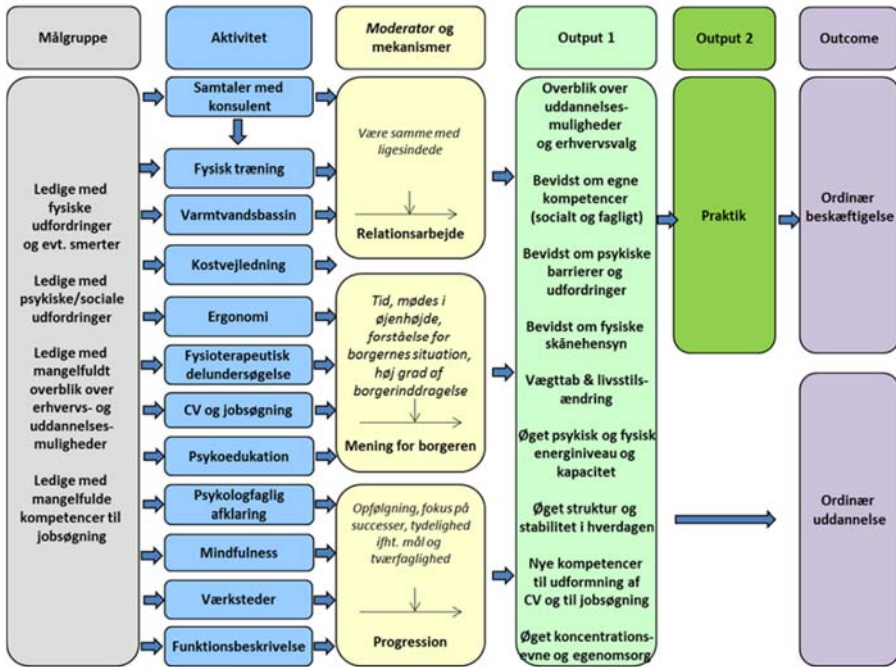 Målgruppe
Aktivitet
Moderator og
mekanismer
Output 1
Output 2
Outcome
Ledige med
fysiske
udfordringer
og evt. smerter
Ledige med
psykiske/sociale
udfordringer
Ledige med
mangelfuldt
overblik over
erhvervs- og
uddannelses-
muligheder
Ledige med
mangelfulde
kompetencer til
jobsøgning
Samtaler med
konsulent
Fysisk træning
Varmtvandsbassin
Kostvejledning
Ergonomi
Fysioterapeutisk
delundersøgelse
CV og jobsøgning
Psykoedukation
Psykologfaglig
afklaring
Mindfulness
Værksteder
Funktionsbeskrivelse
Være samme med
ligesindede
Relationsarbejde
Tid, mødes i
øjenhøjde,
forståelse for
borgernes situation,
høj grad af
borgerinddragelse
Mening for borgeren
Opfølgning, fokus på
successer, tydelighed
ifht. mål og
tværfaglighed
Progression
Overblik over
uddannelses-
muligheder
og erhvervsvalg
Bevidst om egne
kompetencer
(socialt og fagligt)
Bevidst om psykiske
barrierer og
udfordringer
Bevidst om fysiske
skånehensyn
Vægttab & livsstils-
ændring
Øget psykisk og fysisk
energiniveau og
kapacitet
Øget struktur og
stabilitet i hverdagen
Nye kompetencer
til udformning af
CV og til jobsøgning
Øget koncentrations-
evne og egenomsorg
Praktik
Ordinær
beskæftigelse
Ordinær
uddannelse